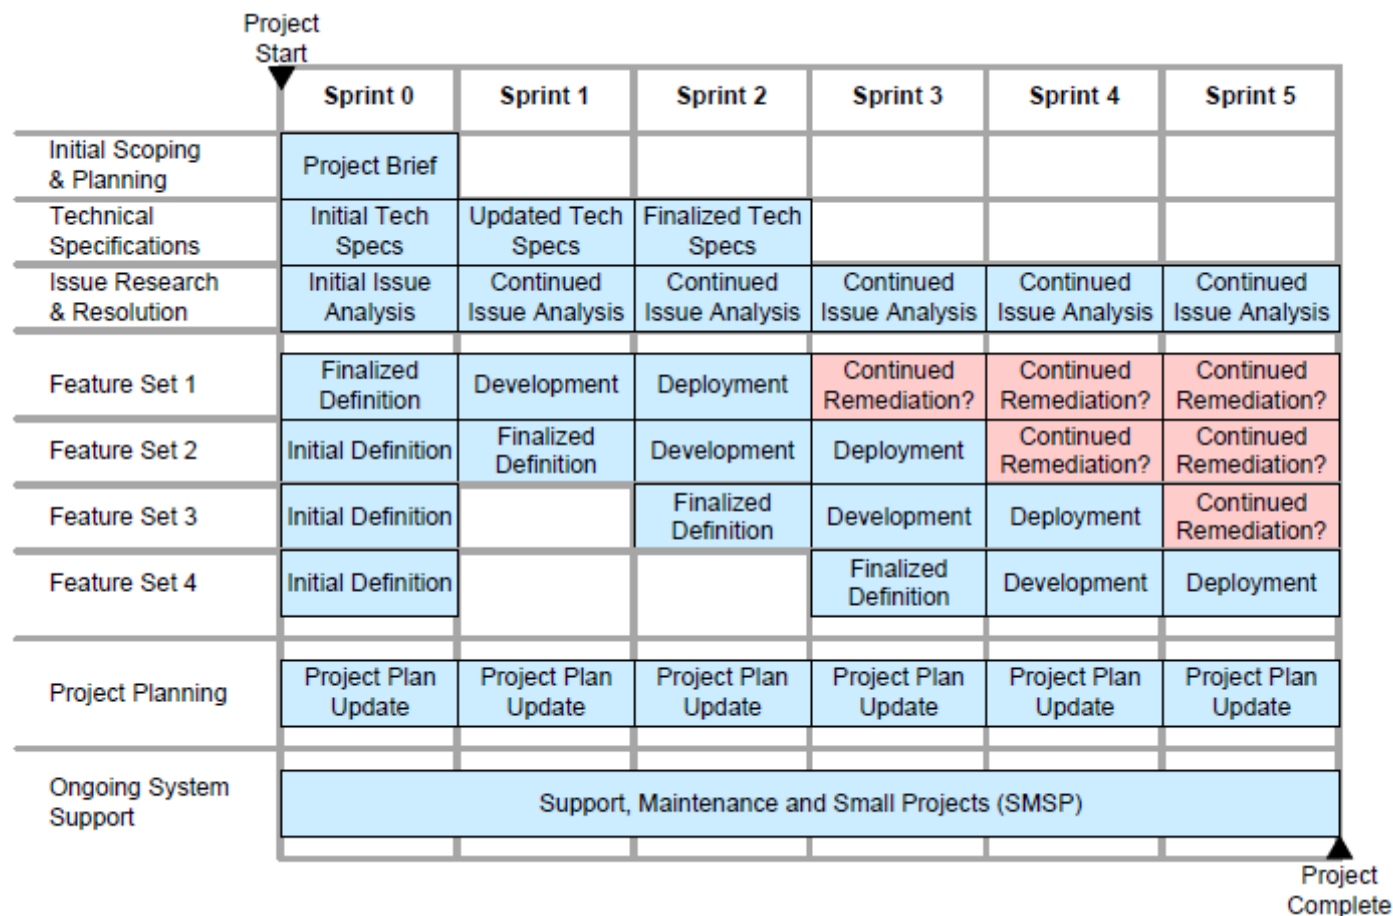 Project
Start
Sprint 0 Sprint 1 Sprint 2 Sprint 3 Sprint 4 Sprint 5
Initial Scoping
& Planning
Project Brief
Technical
Specifications
Initial Tech
Specs
Updated Tech
Specs
Finalized Tech
Specs
Issue Research
& Resolution
Initial Issue
Analysis
Continued
Issue Analysis
Continued
Issue Analysis
Continued
Issue Analysis
Continued
Issue Analysis
Continued
Issue Analysis
Feature Set 1
Finalized
Definition
Development
Deployment
Continued
Remediation?
Continued
Remediation?
Continued
Remediation?
Feature Set 2
Initial Definition
Finalized
Definition
Development
Deployment
Continued
Remediation?
Continued
Remediation?
Feature Set 3
Initial Definition
Finalized
Definition
Development
Deployment
Continued
Remediation?
Feature Set 4
Initial Definition
Finalized
Definition
Development
Deployment
Project Planning
Project Plan
Update
Project Plan
Update
Project Plan
Update
Project Plan
Update
Project Plan
Update
Project Plan
Update
Ongoing System
Support
Support, Maintenance and Small Projects (SMSP)
Project
Complete